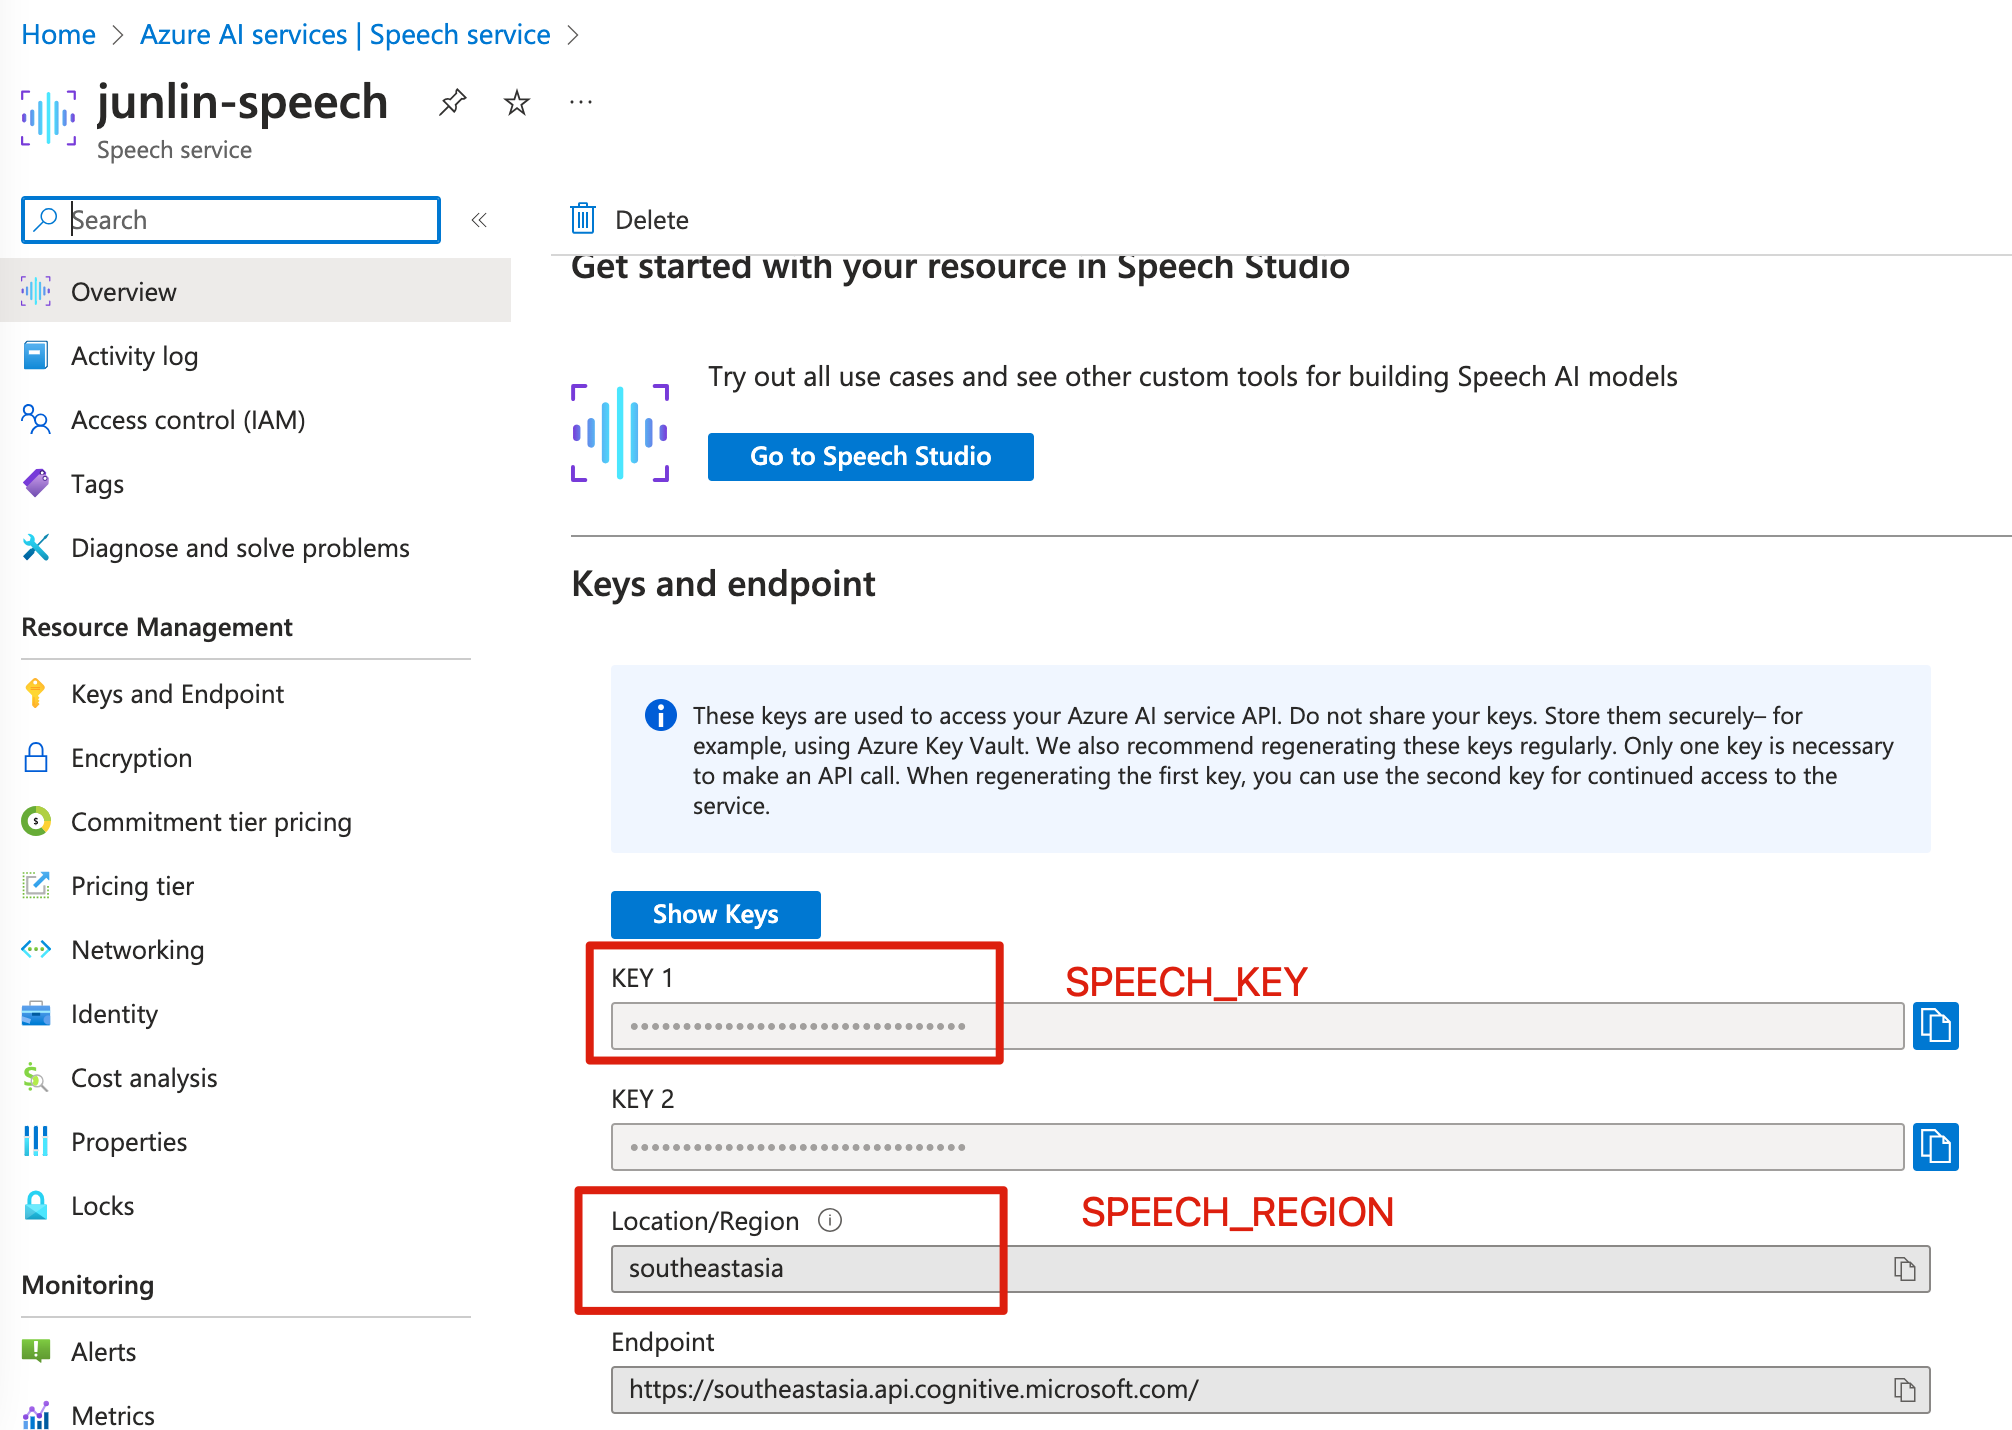 Home > Azure AI services | Speech service >
junlin-speech
Speech service
Search
Overview
Activity log
Access control (IAM)
Tags
Diagnose and solve problems
Resource Management
Keys and Endpoint
Encryption
Commitment tier pricing
Pricing tier
Networking
Identity
Cost analysis
Properties
Locks
Monitoring
Alerts
Metrics
Delete
Get started with your resource in Speech Studio
Try out all use cases and see other custom tools for building Speech AI models
Go to Speech Studio
Keys and endpoint
These keys are used to access your Azure AI service API. Do not share your keys. Store them securely– for
example, using Azure Key Vault. We also recommend regenerating these keys regularly. Only one key is necessary
to make an API call. When regenerating the first key, you can use the second key for continued access to the
service.
Show Keys
KEY 1
SPEECH_KEY
••••••••••••••••••••••••••••••••
KEY 2
••••••••••••••••••••••••••••••••
Location/Region
SPEECH_REGION
southeastasia
Endpoint
https://southeastasia.api.cognitive.microsoft.com/